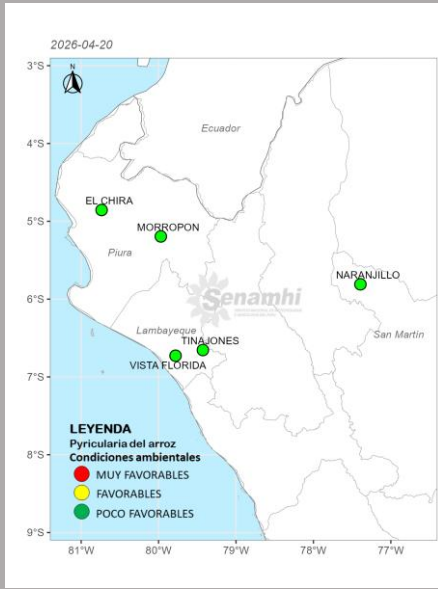 2026-04-20
3°S
N
Ecuador
4°S
EL CHIRA
5°S
MORROPON
Piura
NARANJILLO
6°S
Senamhi
Lambayeque
San Martín
TINAJONES
VISTA FLORIDA
7°S
LEYENDA
Pyricularia del arroz
Condiciones ambientales
8°S
MUY FAVORABLES
FAVORABLES
POCO FAVORABLES
9°S
81°W 80°W 79°W 78°W 77°W